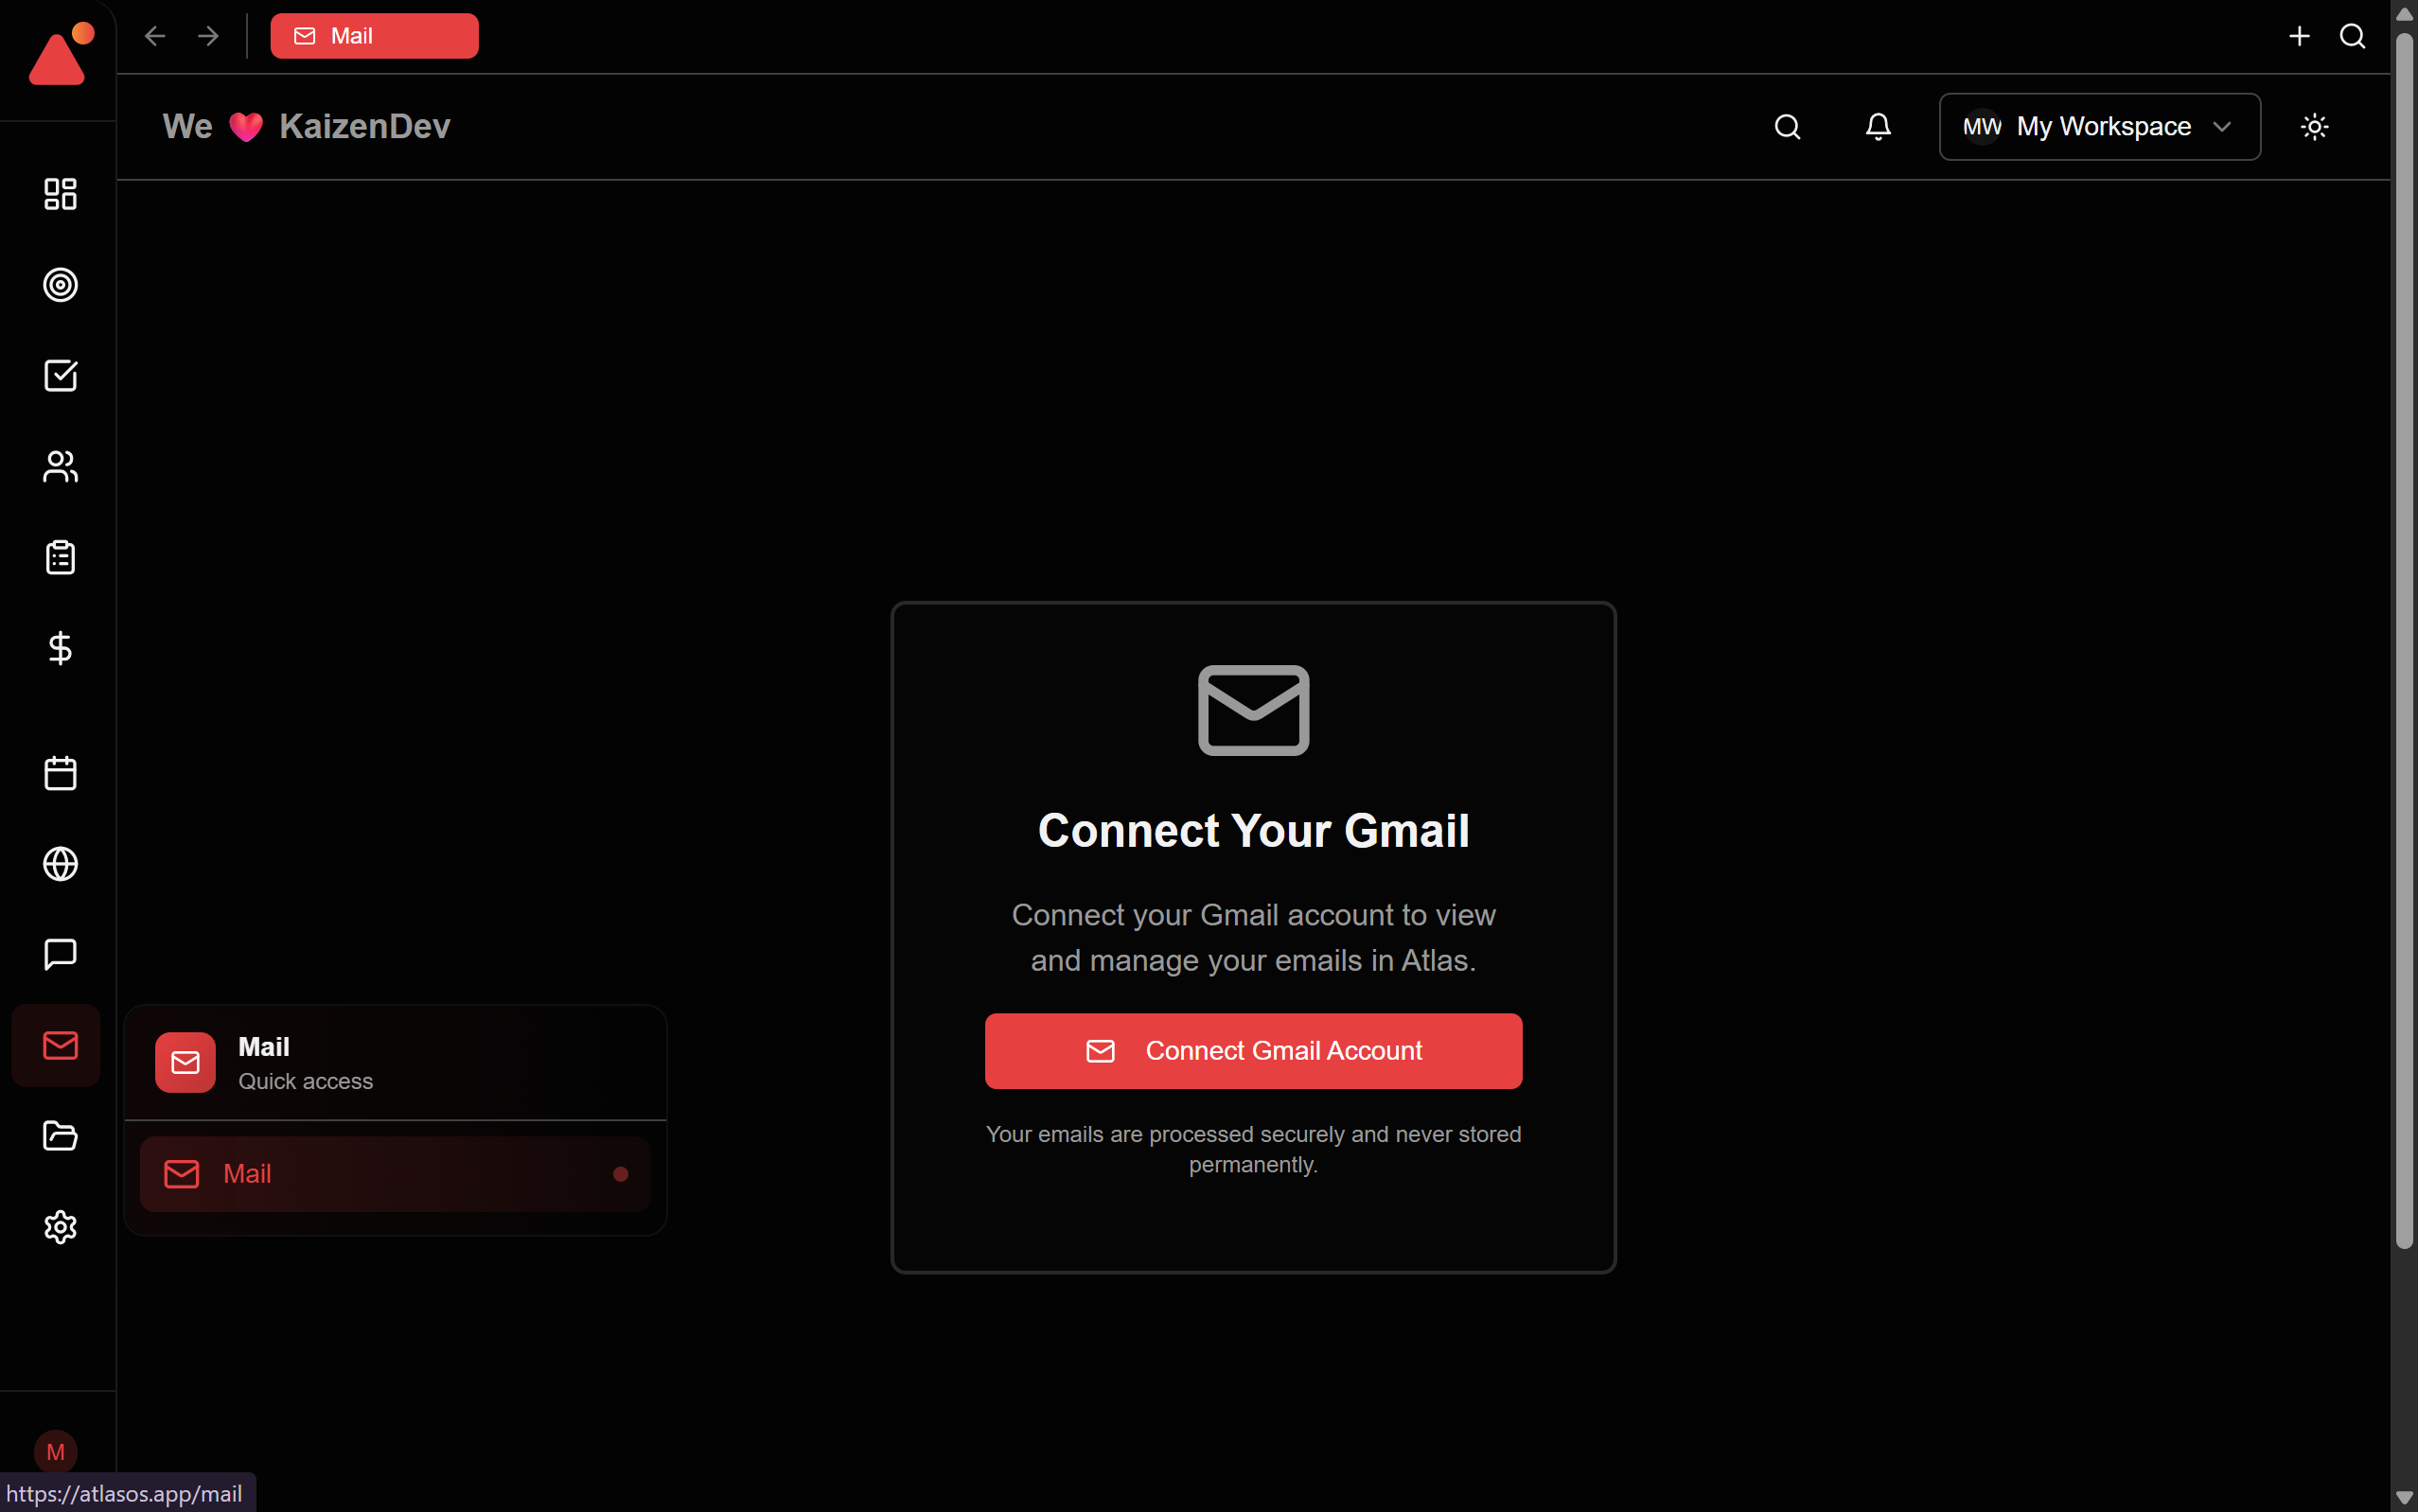 Mail
We 💗 KaizenDev
MW My Workspace
Connect Your Gmail
Connect your Gmail account to view
and manage your emails in Atlas.
Connect Gmail Account
Your emails are processed securely and never stored
permanently.
Mail
Quick access
Mail
M
https://atlasos.app/mail